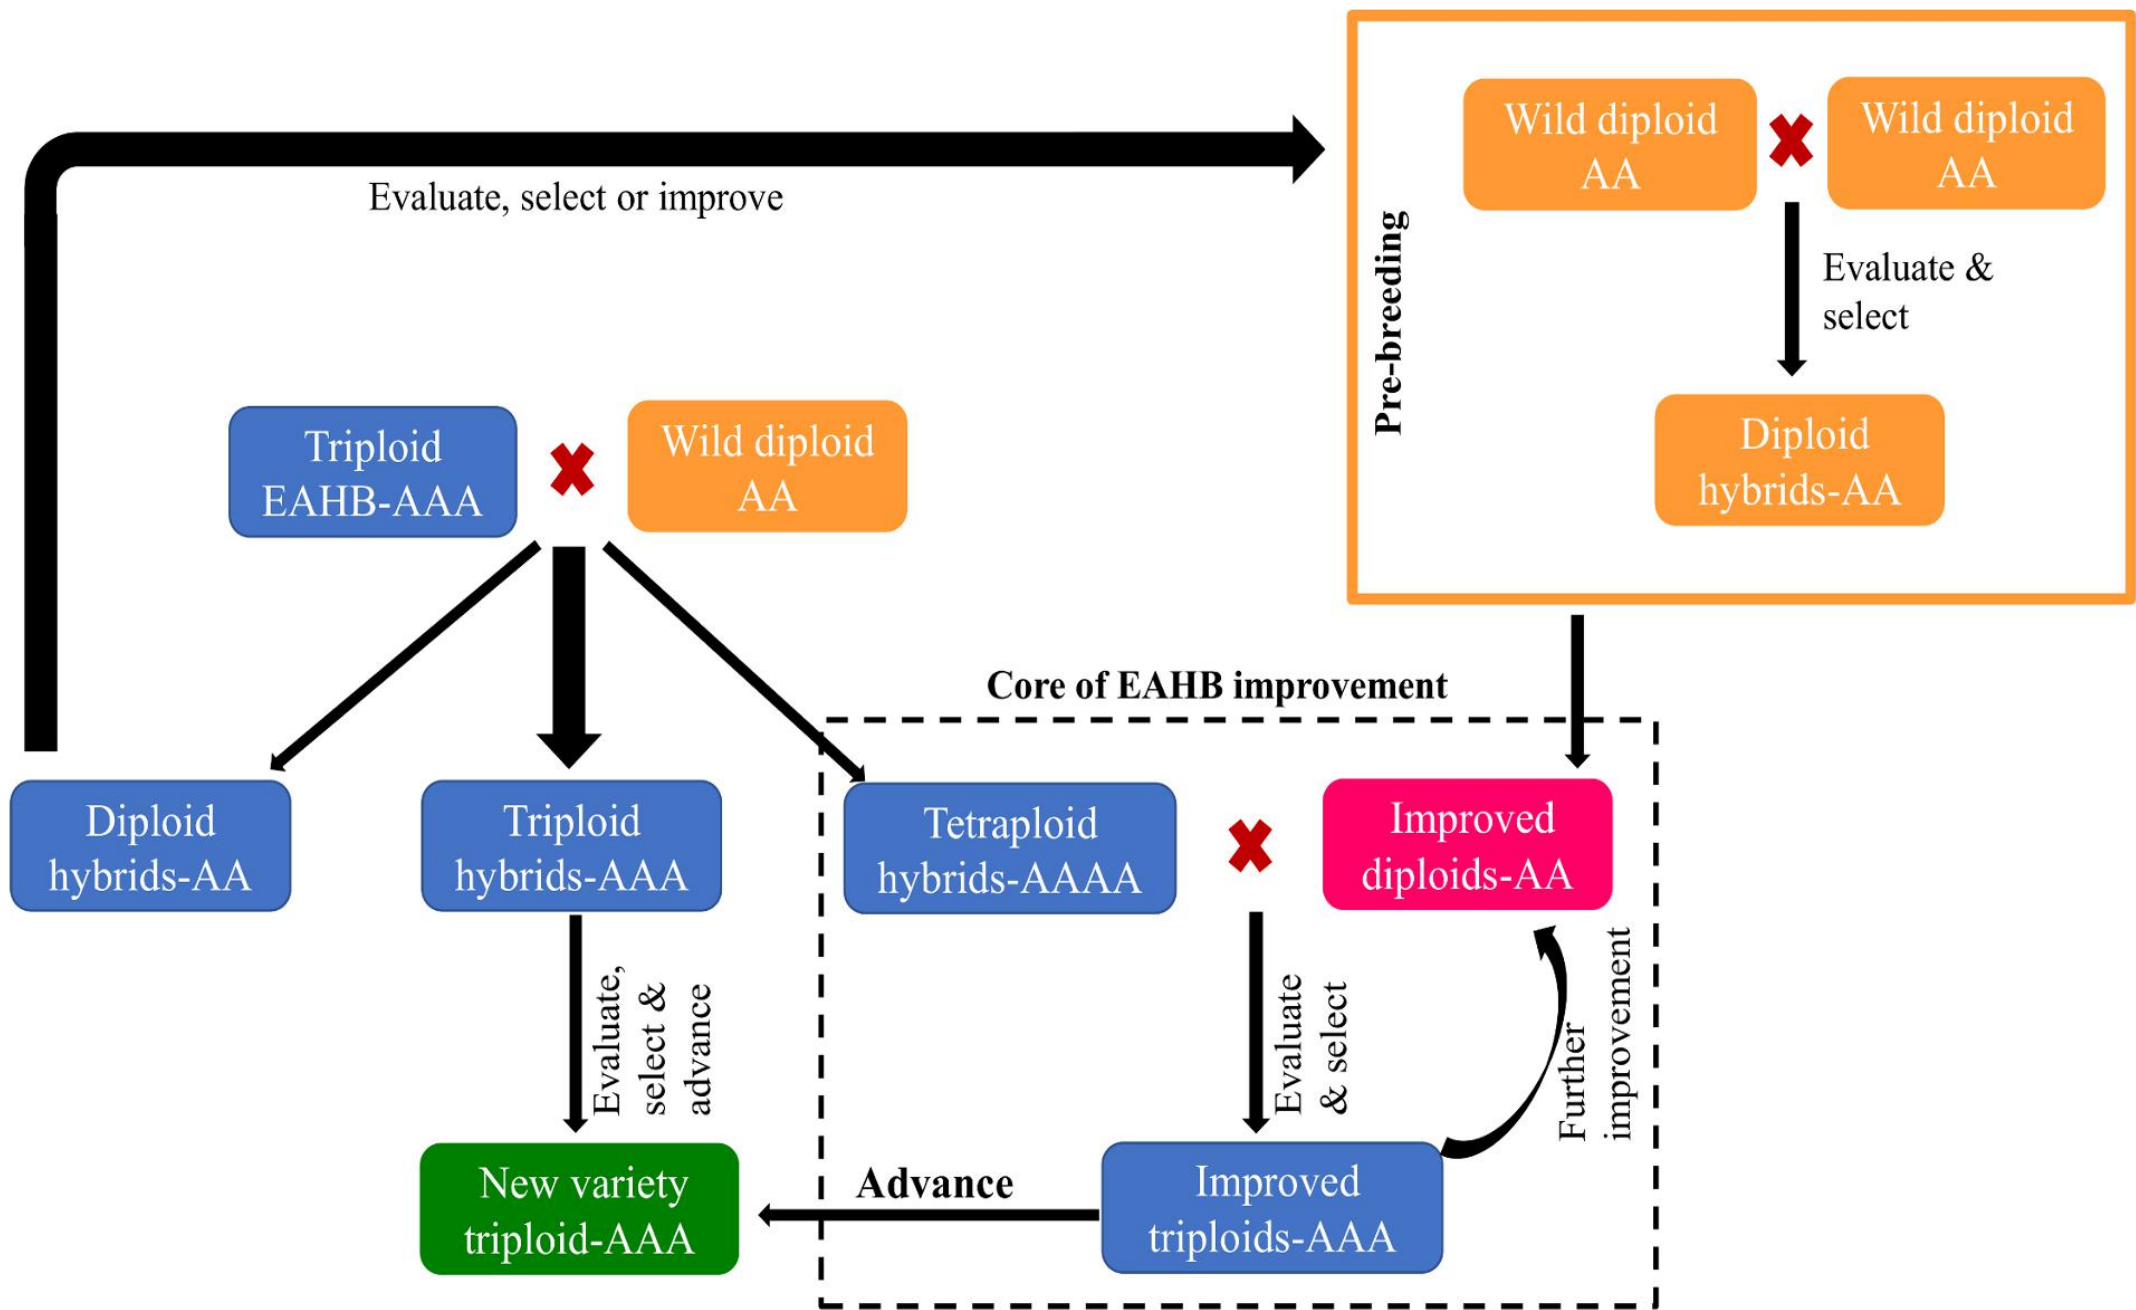 Wild diploid
AA
Wild diploid
AA
Evaluate, select or improve
Pre-breeding
Evaluate &
select
Diploid
hybrids-AA
Triploid
EAHB-AAA
Wild diploid
AA
Core of EAHB improvement
Diploid
hybrids-AA
Triploid
hybrids-AAA
Tetraploid
hybrids-AAAA
Improved
diploids-AA
Evaluate,
select &
advance
Evaluate
& select
Further
improvement
New variety
triploid-AAA
Advance
Improved
triploids-AAA